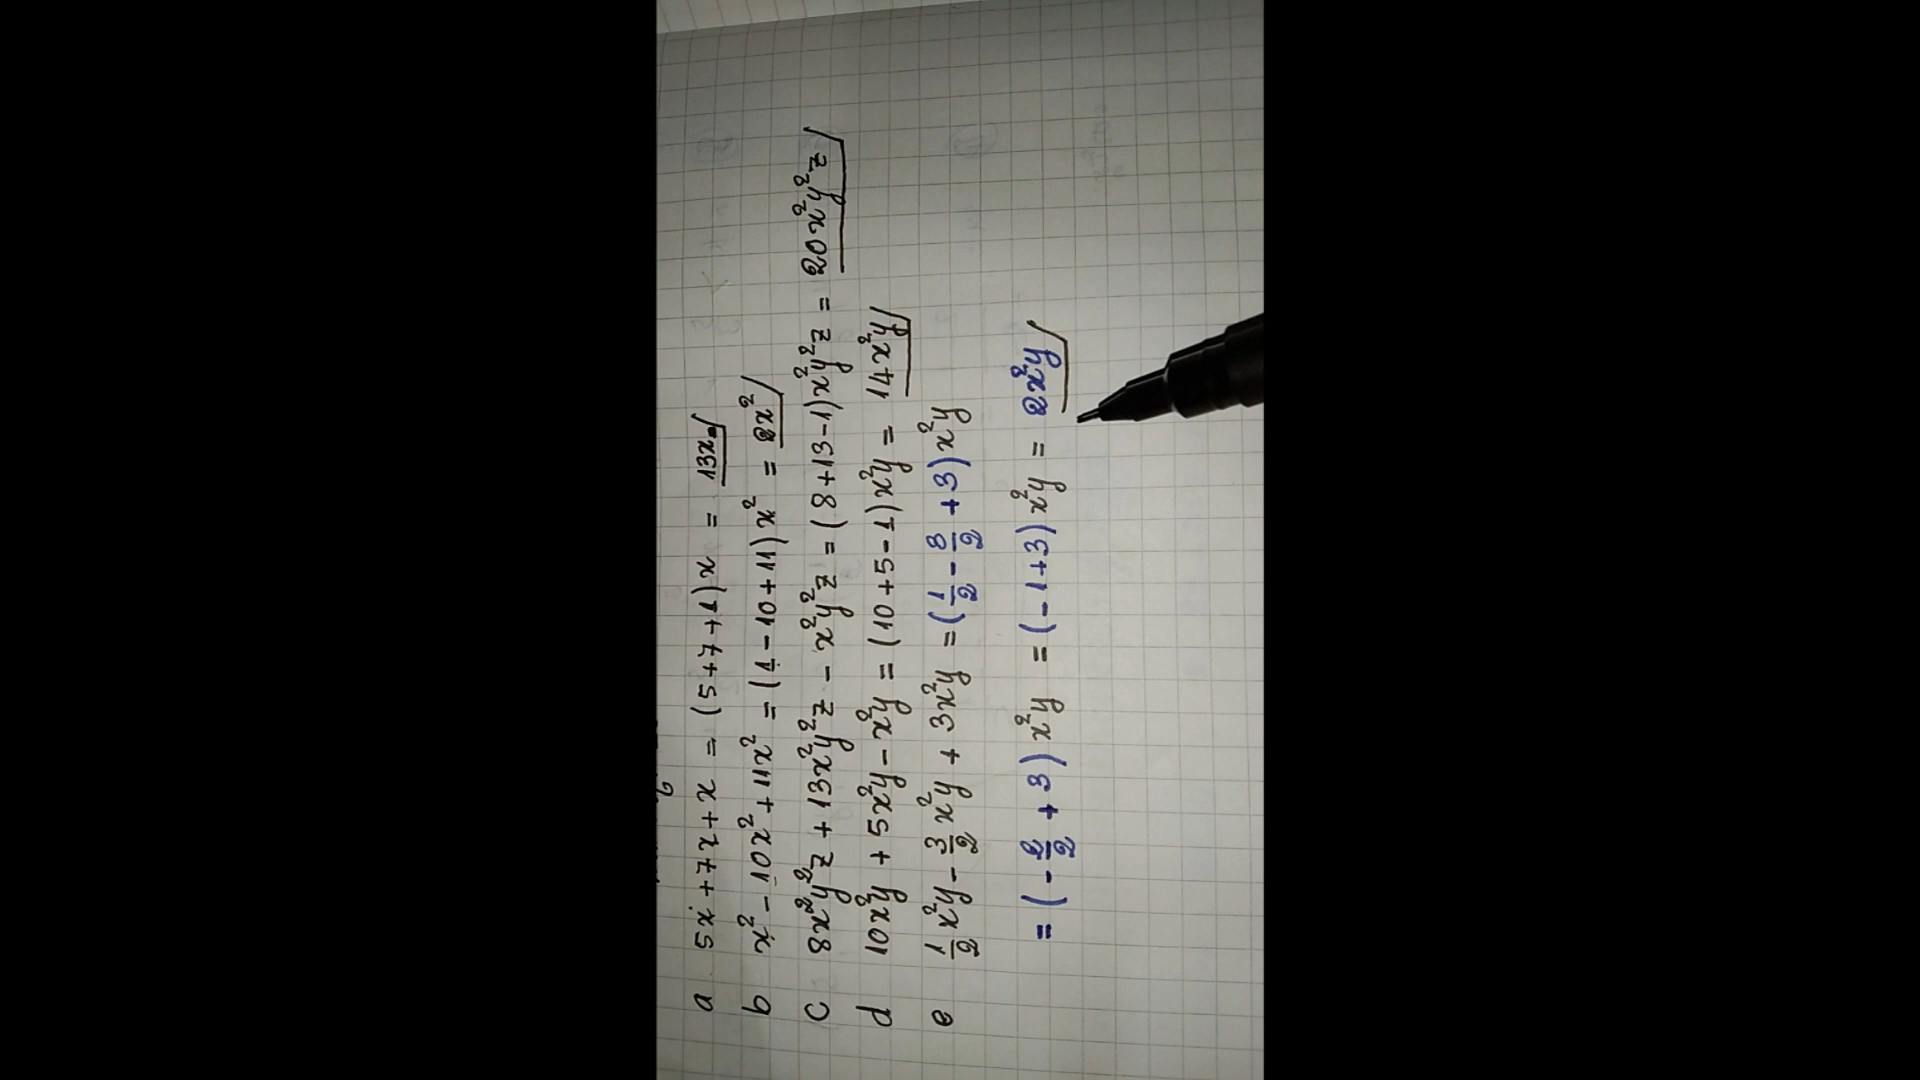 a 5x + 7x + x = (5 + 7 + 1) x = 13x
b x² - 10x² + 11x² = (1 - 10 + 11) x² = 2x²
c 8x²y²z + 13x²y²z - x²y²z = (8 + 13 - 1) x²y²z = 20x²y²z
d 10x²y + 5x²y - x²y = (10 + 5 - 1) x²y = 14x²y
e 1/2 x²y - 3/2 x²y + 3x²y = (1/2 - 3/2 + 3) x²y
= (- 2/2 + 3) x²y = (- 1 + 3) x²y = 2x²y